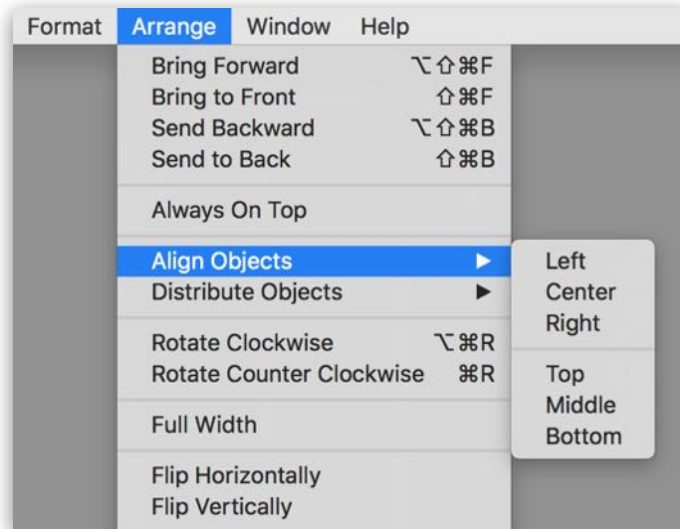 Format Arrange Window Help
Bring Forward ⌥⇧⌘F
Bring to Front ⇧⌘F
Send Backward ⌥⇧⌘B
Send to Back ⇧⌘B
Always On Top
Align Objects ▶
Distribute Objects ▶
Rotate Clockwise ⌥⌘R
Rotate Counter Clockwise ⌘R
Full Width
Flip Horizontally
Flip Vertically
Left
Center
Right
Top
Middle
Bottom